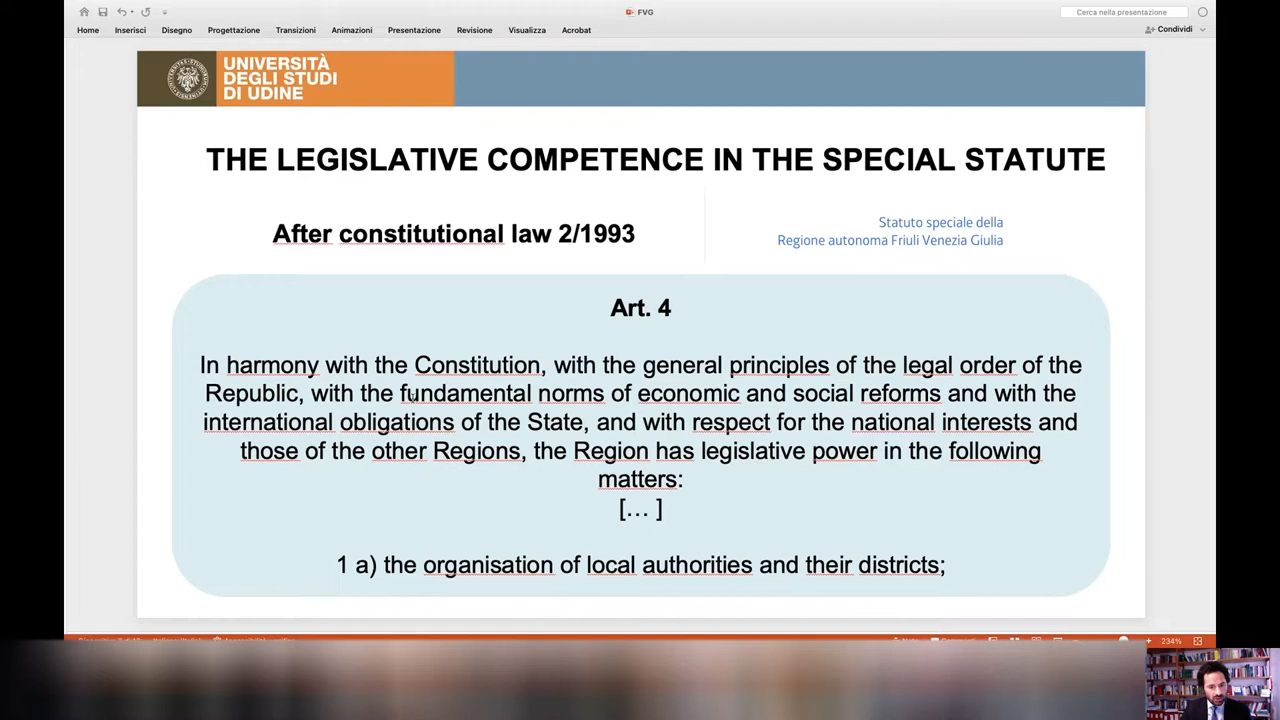 FVG
Cerca nella presentazione
Home Inserisci Disegno Progettazione Transizioni Animazioni Presentazione Revisione Visualizza Acrobat
Condividi
UNIVERSITÀ
DEGLI STUDI
DI UDINE
THE LEGISLATIVE COMPETENCE IN THE SPECIAL STATUTE
After constitutional law 2/1993
Statuto speciale della
Regione autonoma Friuli Venezia Giulia
Art. 4
In harmony with the Constitution, with the general principles of the legal order of the
Republic, with the fundamental norms of economic and social reforms and with the
international obligations of the State, and with respect for the national interests and
those of the other Regions, the Region has legislative power in the following
matters:
[... ]
1 a) the organisation of local authorities and their districts;
234%